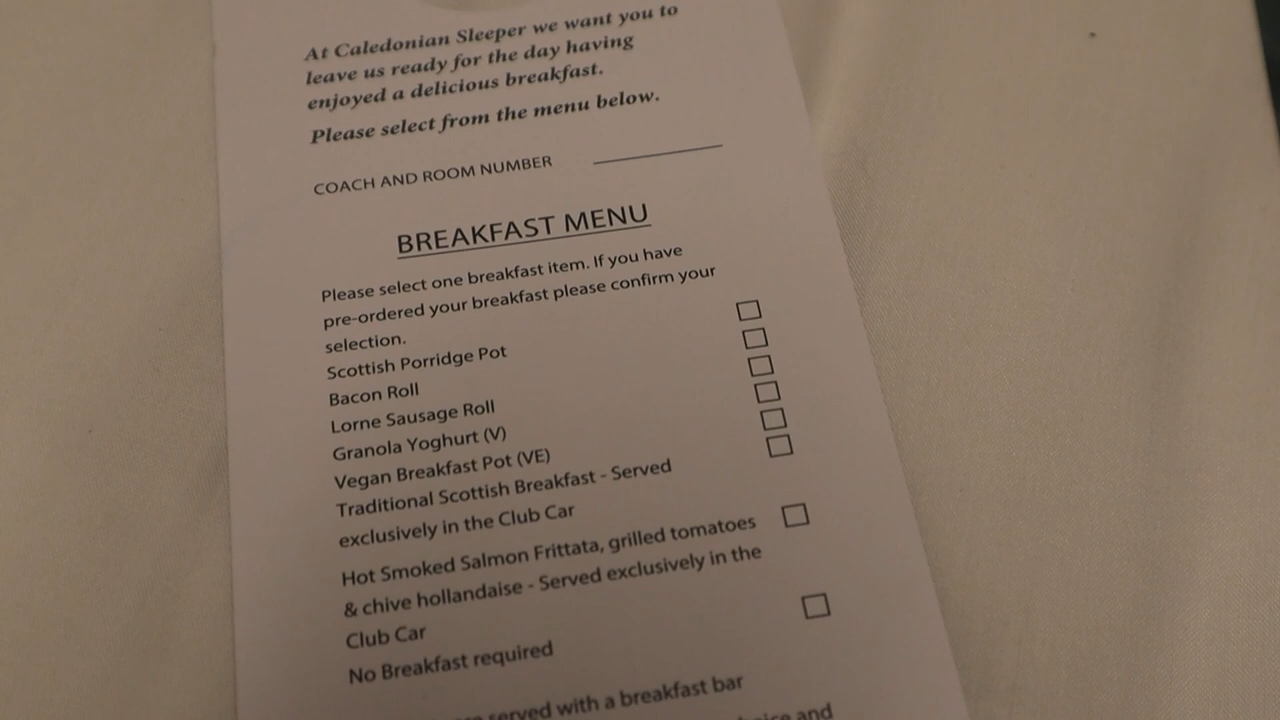 At Caledonian Sleeper we want you to
leave us ready for the day having
enjoyed a delicious breakfast.
Please select from the menu below.
COACH AND ROOM NUMBER
BREAKFAST MENU
Please select one breakfast item. If you have
pre-ordered your breakfast please confirm your
selection.
Scottish Porridge Pot
Bacon Roll
Lorne Sausage Roll
Granola Yoghurt (V)
Vegan Breakfast Pot (VE)
Traditional Scottish Breakfast - Served
exclusively in the Club Car
Hot Smoked Salmon Frittata, grilled tomatoes
& chive hollandaise - Served exclusively in the
Club Car
No Breakfast required
served with a breakfast bar
and